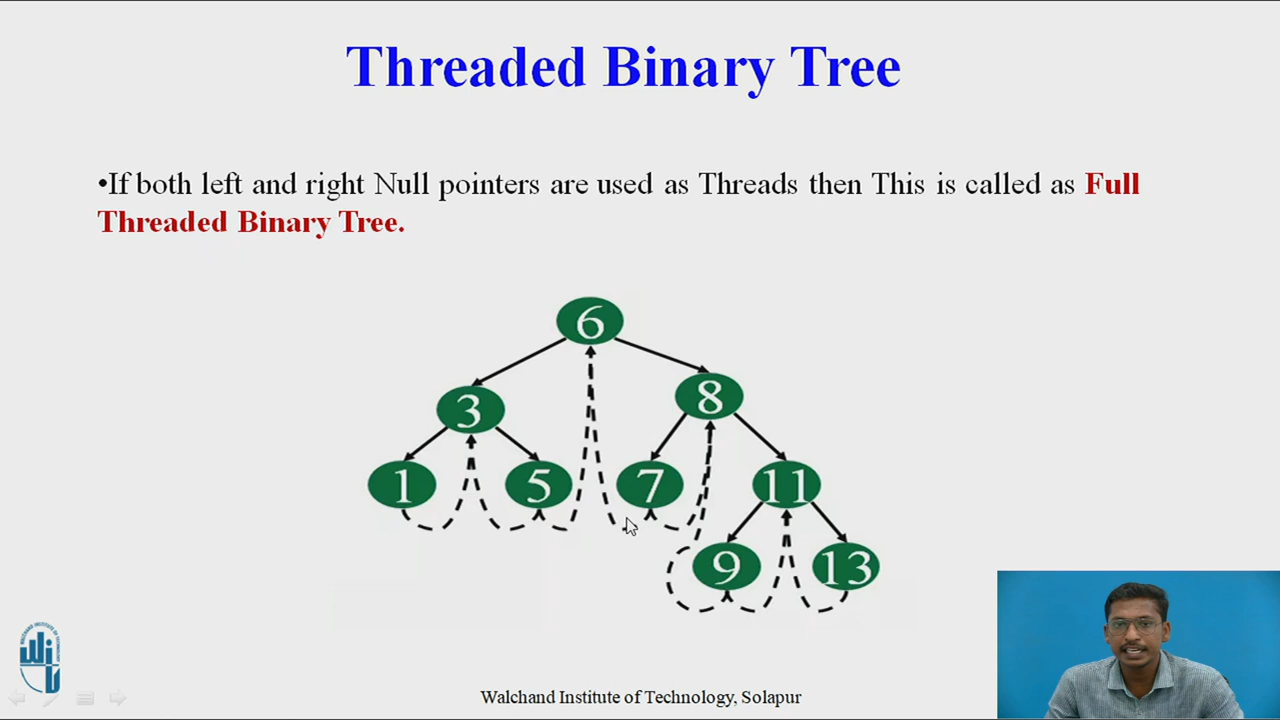 Threaded Binary Tree
•If both left and right Null pointers are used as Threads then This is called as Full
Threaded Binary Tree.
6
3
8
1
5
7
11
9
13
Walchand Institute of Technology, Solapur